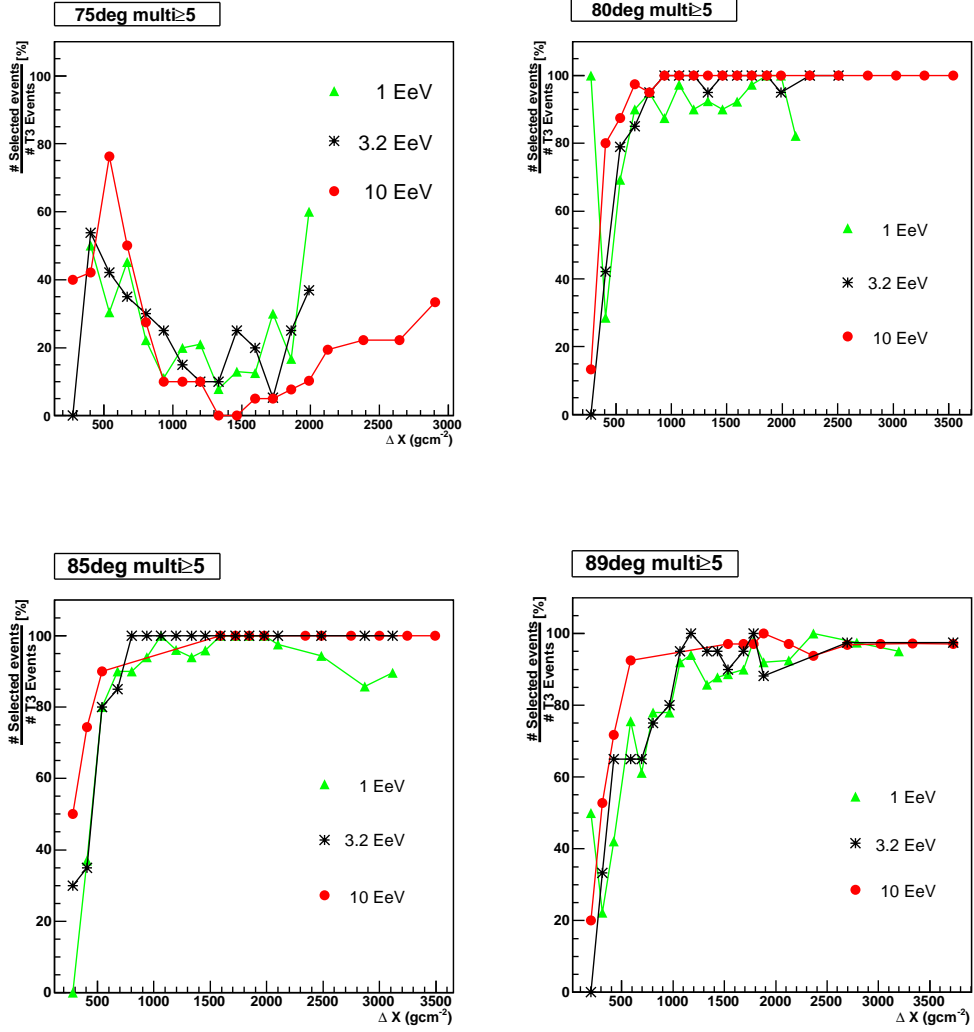 75deg multi≥5
# Selected events
# T3 Events
[%]
100
80
60
40
20
0
1 EeV
3.2 EeV
10 EeV
500 1000 1500 2000 2500 3000
Δ X (gcm-2)
80deg multi≥5
# Selected events
# T3 Events
[%]
100
80
60
40
20
0
1 EeV
3.2 EeV
10 EeV
500 1000 1500 2000 2500 3000 3500
Δ X (gcm-2)
85deg multi≥5
# Selected events
# T3 Events
[%]
100
80
60
40
20
0
1 EeV
3.2 EeV
10 EeV
500 1000 1500 2000 2500 3000 3500
Δ X (gcm-2)
89deg multi≥5
# Selected events
# T3 Events
[%]
100
80
60
40
20
0
1 EeV
3.2 EeV
10 EeV
500 1000 1500 2000 2500 3000 3500
Δ X (gcm-2)